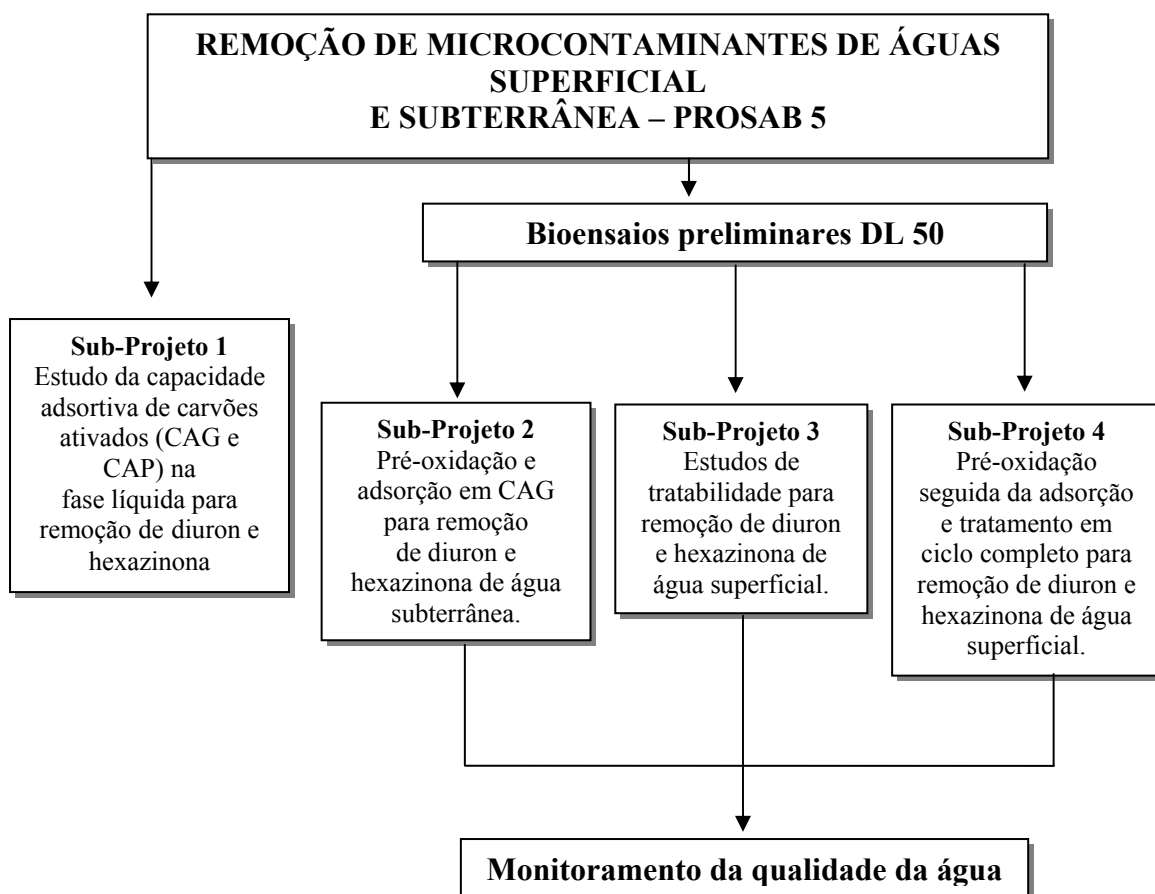 REMOÇÃO DE MICROCONTAMINANTES DE ÁGUAS
SUPERFICIAL
E SUBTERRÂNEA – PROSAB 5
Bioensaios preliminares DL 50
Sub-Projeto 1
Estudo da capacidade
adsortiva de carvões
ativados (CAG e
CAP) na
fase líquida para
remoção de diuron e
hexazinona
Sub-Projeto 2
Pré-oxidação e
adsorção em CAG
para remoção
de diuron e
hexazinona de água
subterrânea.
Sub-Projeto 3
Estudos de
tratabilidade para
remoção de diuron
e hexazinona de
água superficial.
Sub-Projeto 4
Pré-oxidação
seguida da adsorção
e tratamento em
ciclo completo para
remoção de diuron e
hexazinona de água
superficial.
Monitoramento da qualidade da água